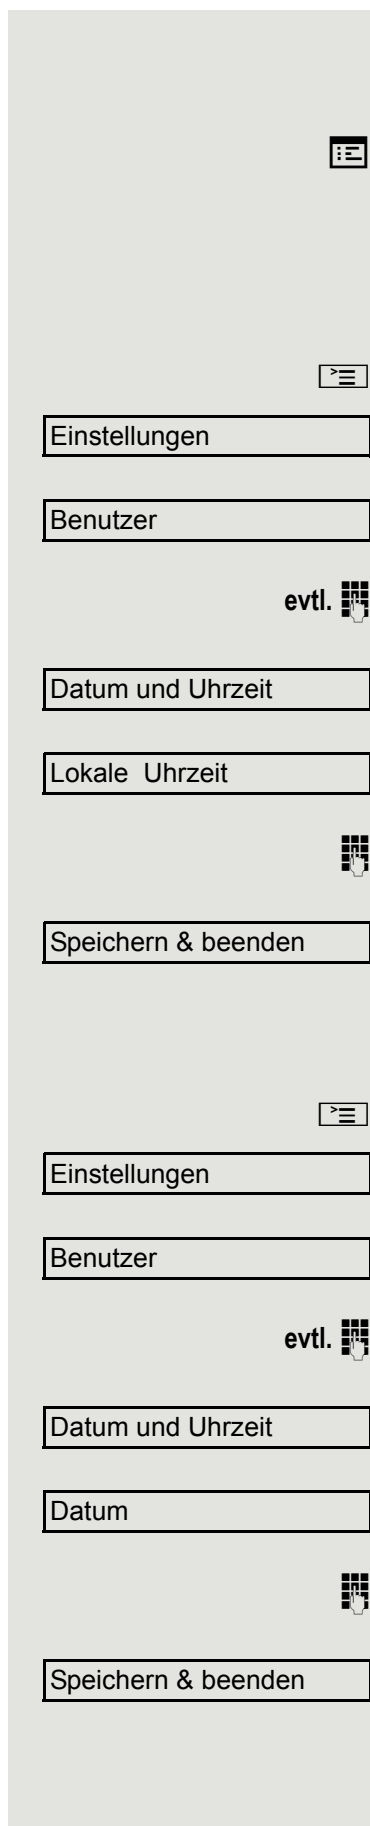 Einstellungen
Benutzer
evtl.
Datum und Uhrzeit
Lokale Uhrzeit
Speichern & beenden
Einstellungen
Benutzer
evtl.
Datum und Uhrzeit
Datum
Speichern & beenden